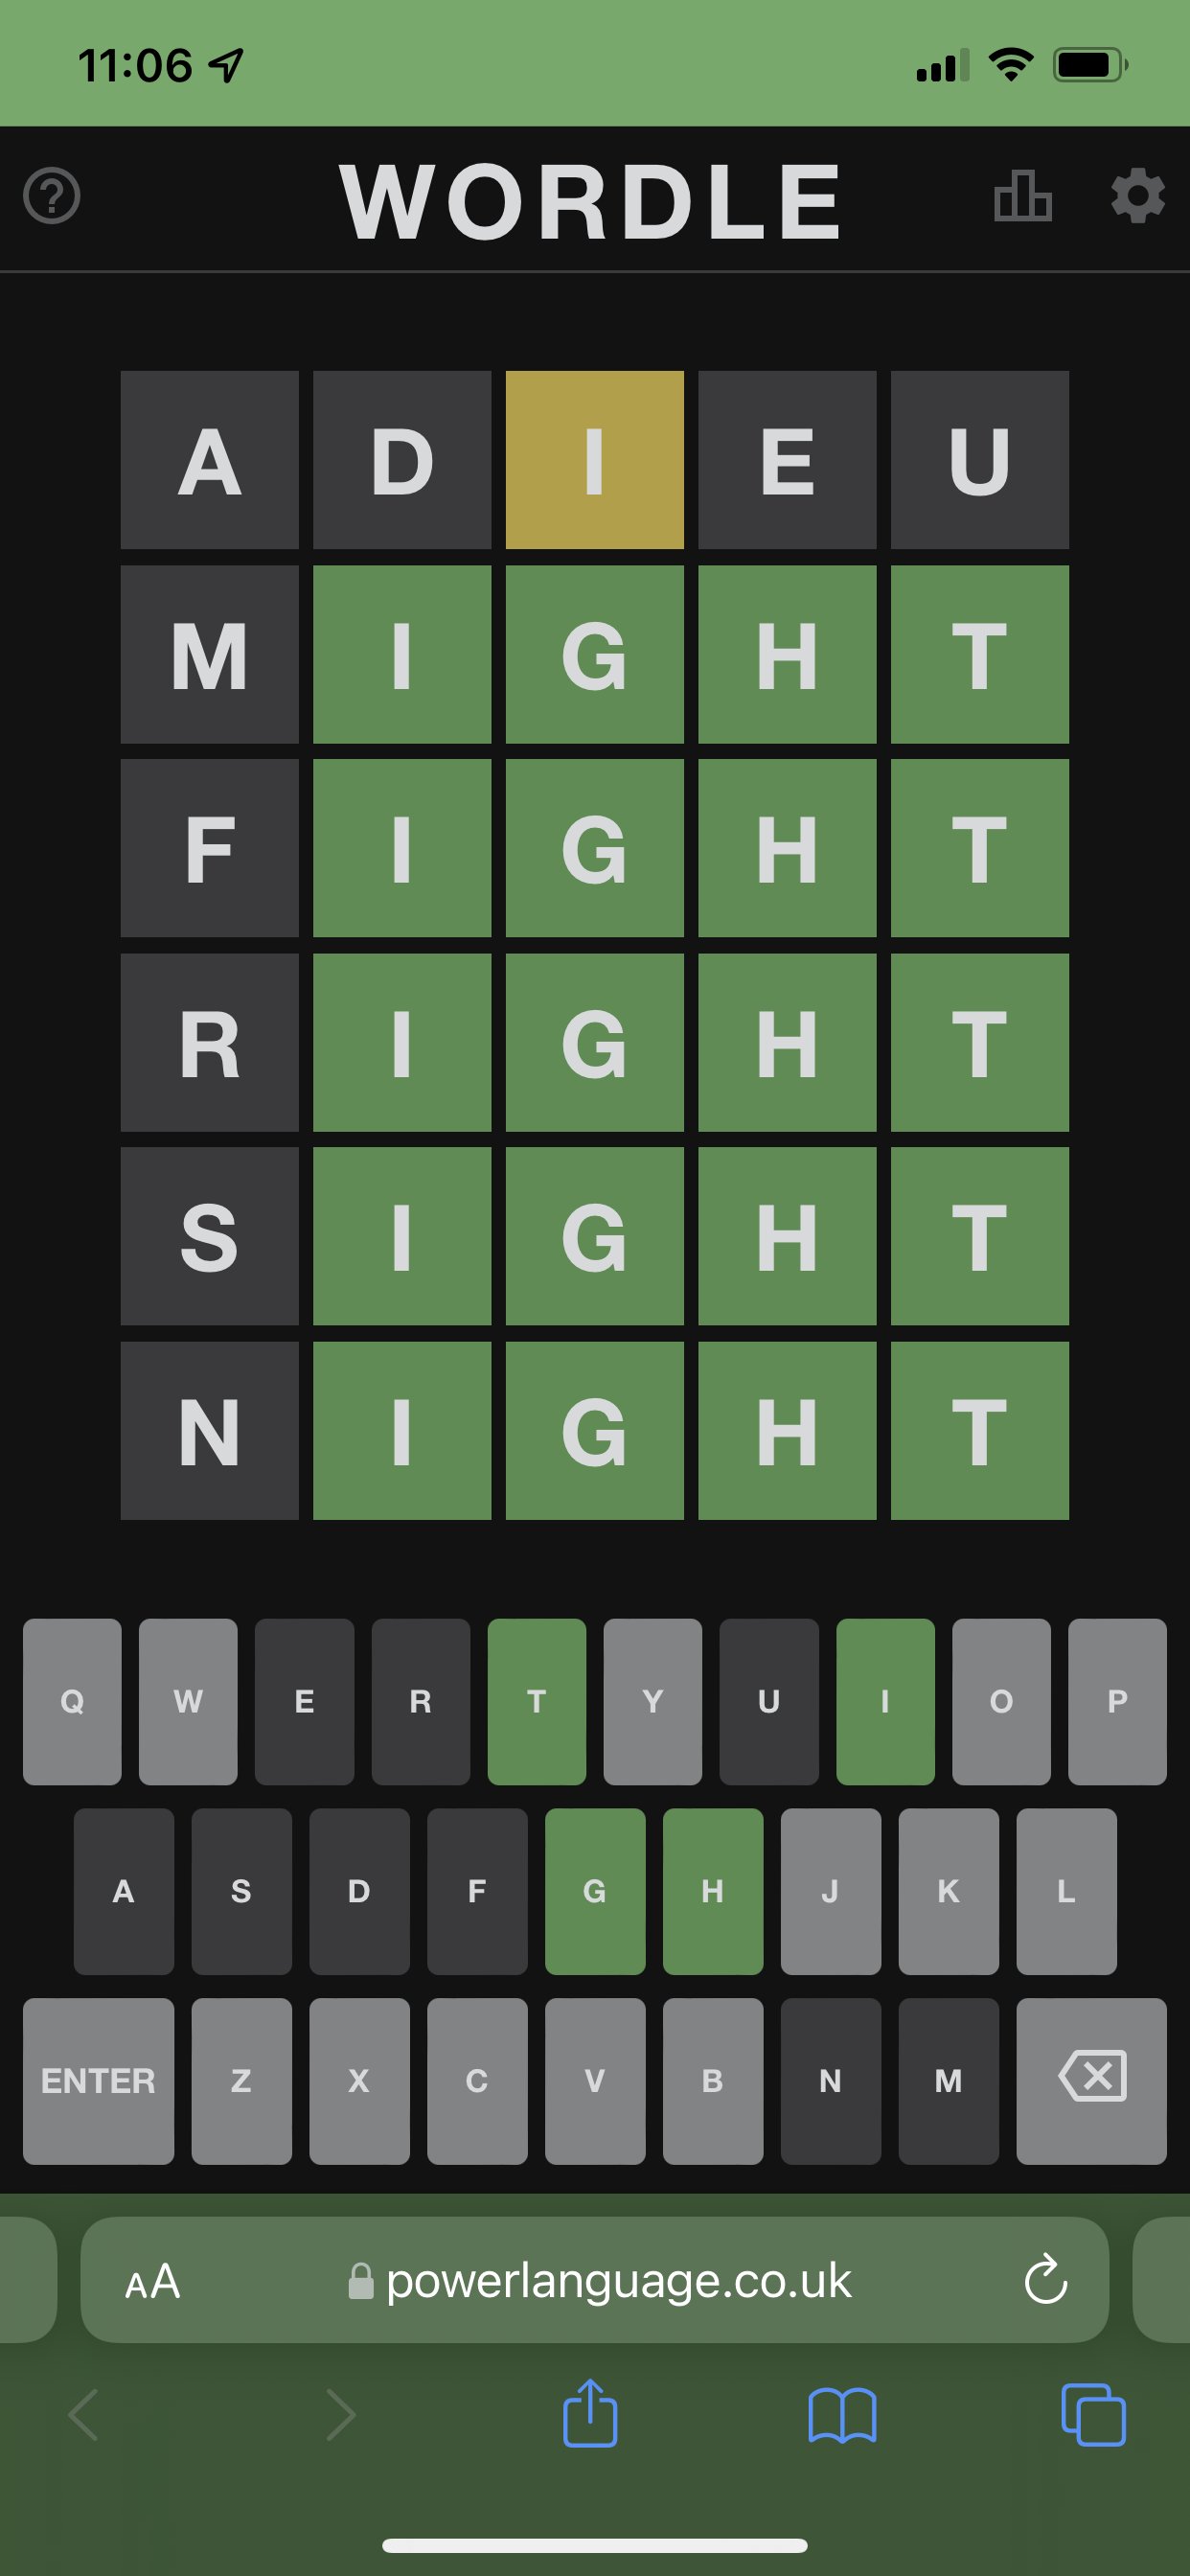 11:06
WORDLE
A D I E U
M I G H T
F I G H T
R I G H T
S I G H T
N I G H T
Q W E R T Y U I O P
A S D F G H J K L
ENTER Z X C V B N M
AA powerlanguage.co.uk